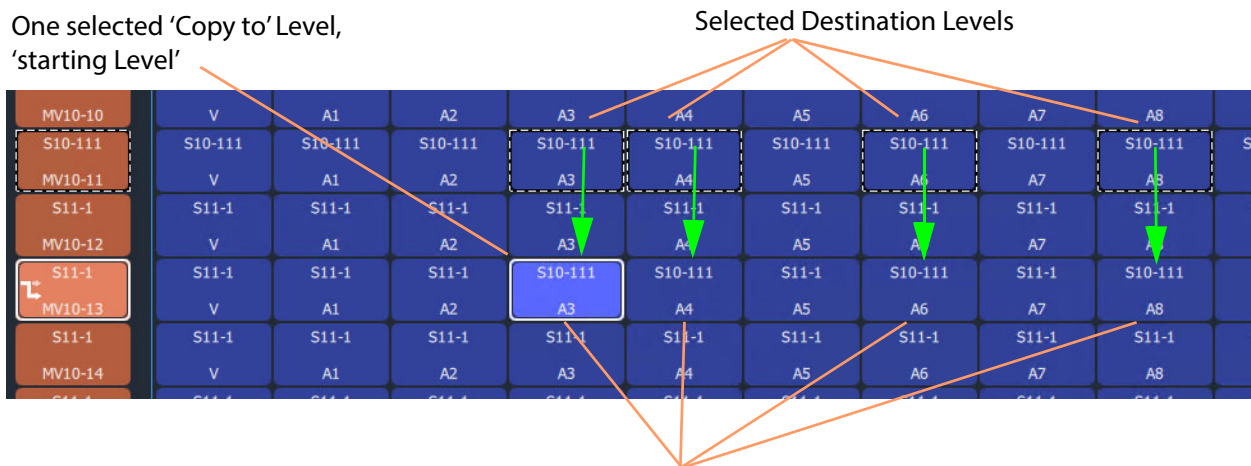 One selected ‘Copy to’ Level,
‘starting Level’
Selected Destination Levels
MV10-10 V A1 A2 A3 A4 A5 A6 A7 A8
S10-111 S10-111 S10-111 S10-111 S10-111 S10-111 S10-111 S10-111 S10-111 S10-111 S
MV10-11 V A1 A2 A3 A4 A5 A6 A7 A8
S11-1 S11-1 S11-1 S11-1 S11-1 S11-1 S11-1 S11-1 S11-1 S11-1
MV10-12 V A1 A2 A3 A4 A5 A7
S11-1 S11-1 S11-1 S11-1 S10-111 S10-111 S11-1 S10-111 S11-1 S10-111
MV10-13 V A1 A2 A3 A4 A5 A6 A7 A8
S11-1 S11-1 S11-1 S11-1 S11-1 S11-1 S11-1 S11-1 S11-1 S11-1
MV10-14 V A1 A2 A3 A4 A5 A6 A7 A8